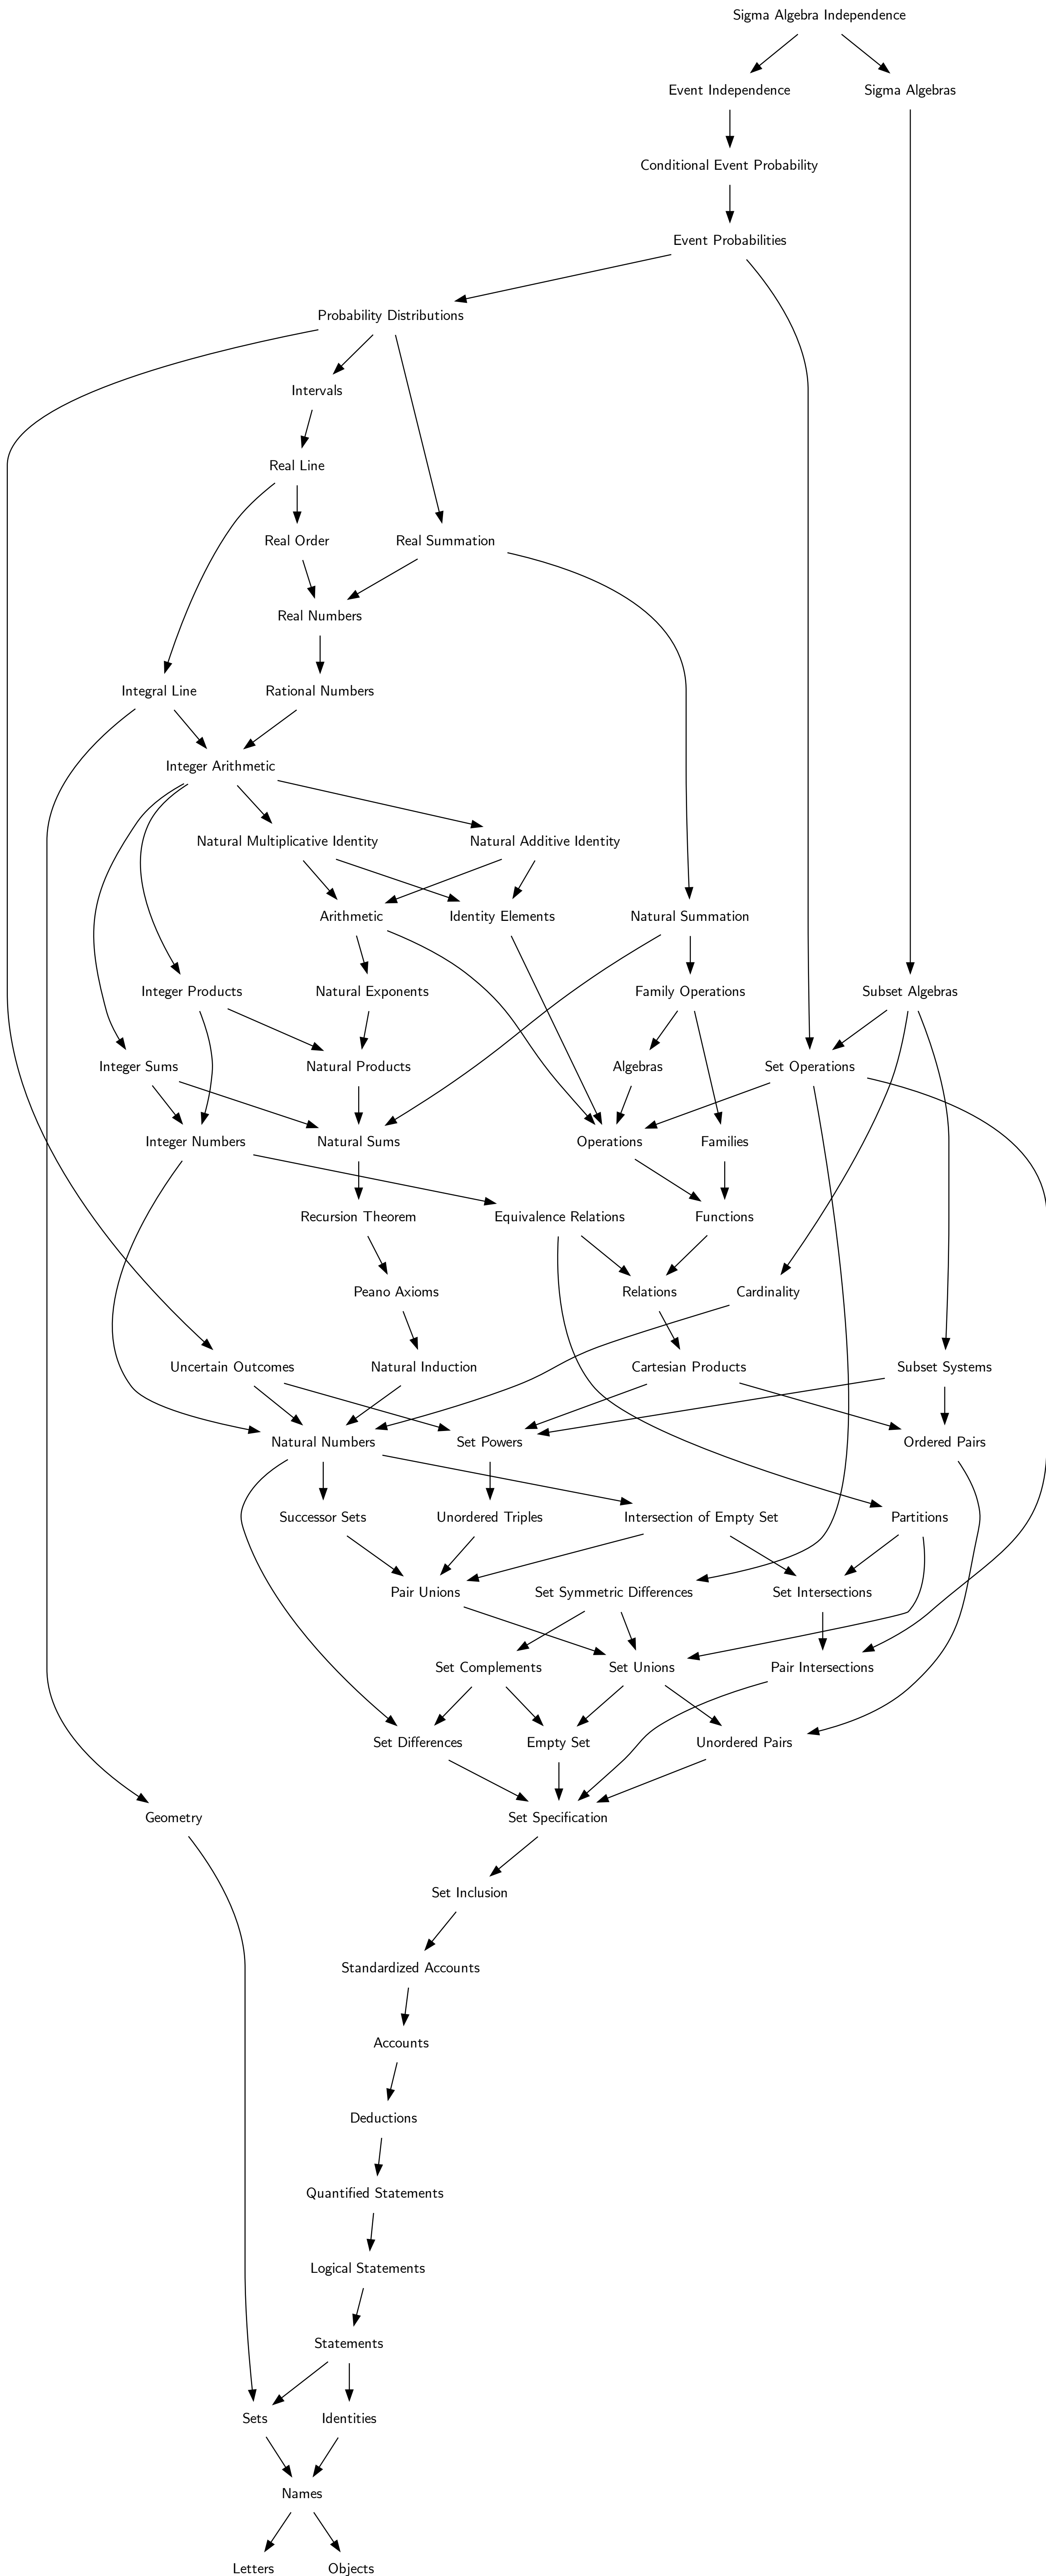 Sigma Algebra Independence
Event Independence
Sigma Algebras
Conditional Event Probability
Event Probabilities
Probability Distributions
Intervals
Real Line
Real Order
Real Summation
Real Numbers
Integral Line
Rational Numbers
Integer Arithmetic
Natural Multiplicative Identity
Natural Additive Identity
Arithmetic
Identity Elements
Natural Summation
Integer Products
Natural Exponents
Family Operations
Subset Algebras
Integer Sums
Natural Products
Algebras
Set Operations
Integer Numbers
Natural Sums
Operations
Families
Recursion Theorem
Equivalence Relations
Functions
Peano Axioms
Relations
Cardinality
Uncertain Outcomes
Natural Induction
Cartesian Products
Subset Systems
Natural Numbers
Set Powers
Ordered Pairs
Successor Sets
Unordered Triples
Intersection of Empty Set
Partitions
Pair Unions
Set Symmetric Differences
Set Intersections
Set Complements
Set Unions
Pair Intersections
Set Differences
Empty Set
Unordered Pairs
Geometry
Set Specification
Set Inclusion
Standardized Accounts
Accounts
Deductions
Quantified Statements
Logical Statements
Statements
Sets
Identities
Names
Letters
Objects